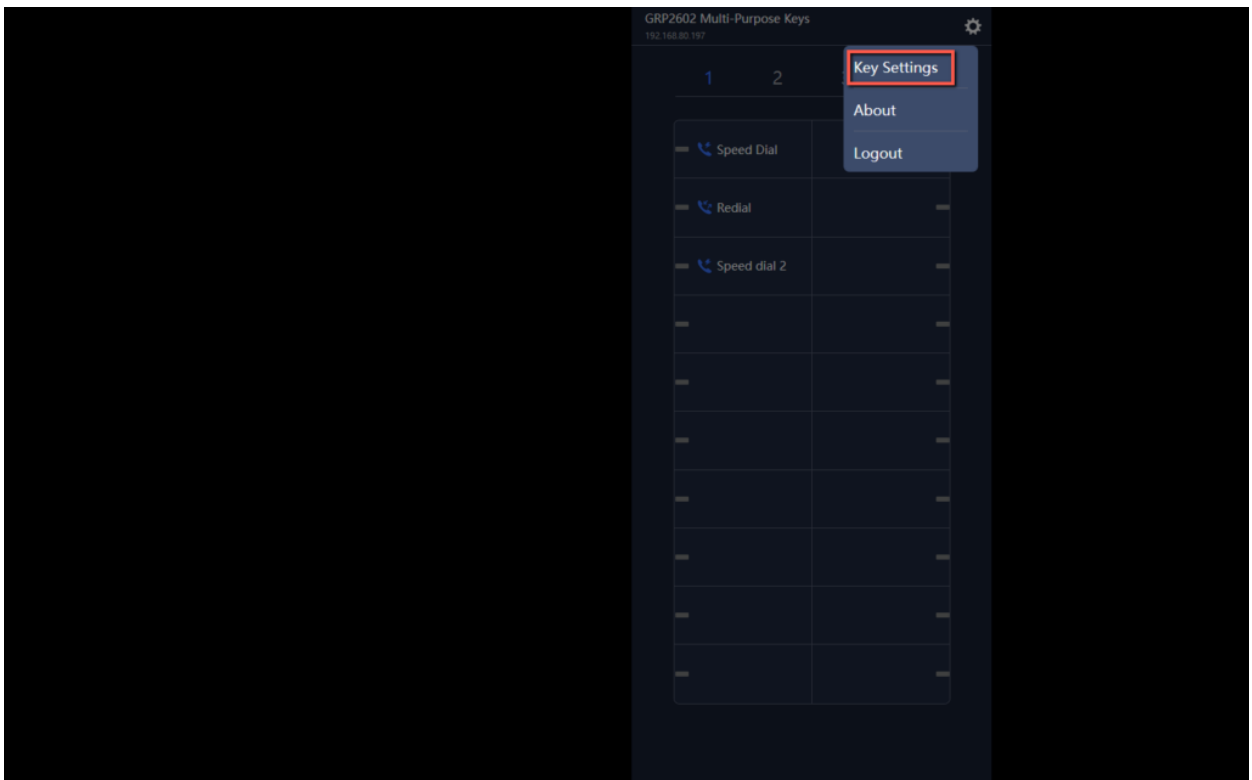 GRP2602 Multi-Purpose Keys
192.168.80.197
Key Settings
1 2
About
Speed Dial
Logout
Redial
Speed dial 2